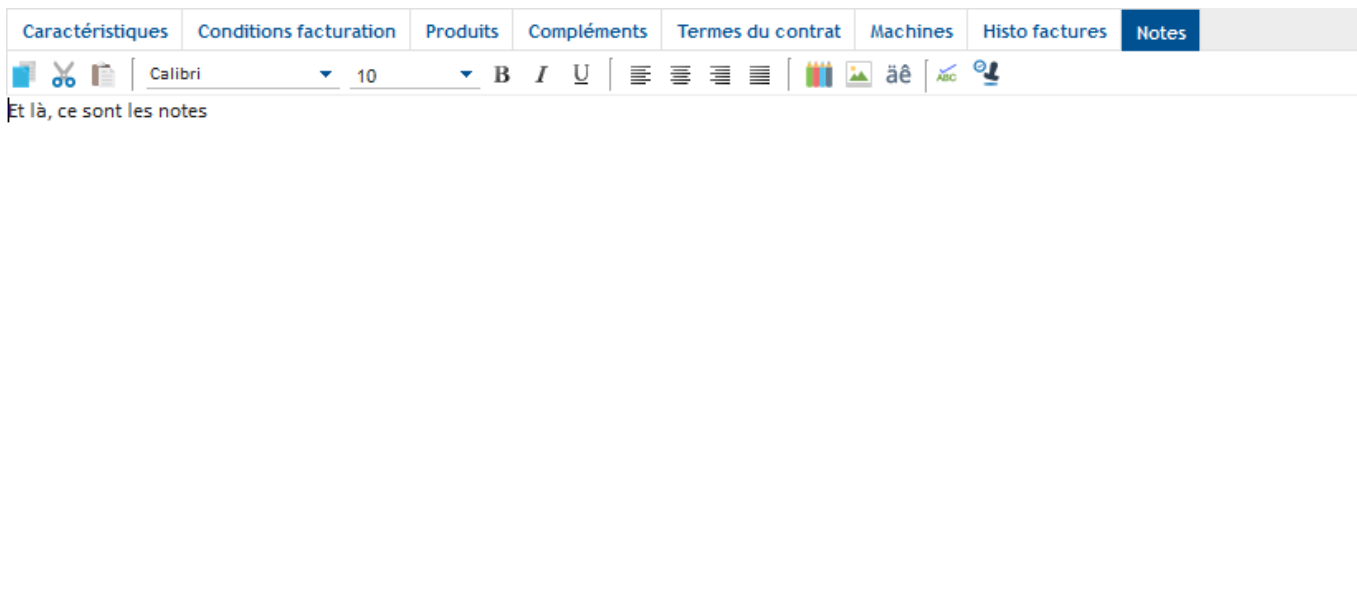 Caractéristiques Conditions facturation Produits Compléments Termes du contrat Machines Histo factures Notes
Calibri 10 B I U äê ABC
Et là, ce sont les notes